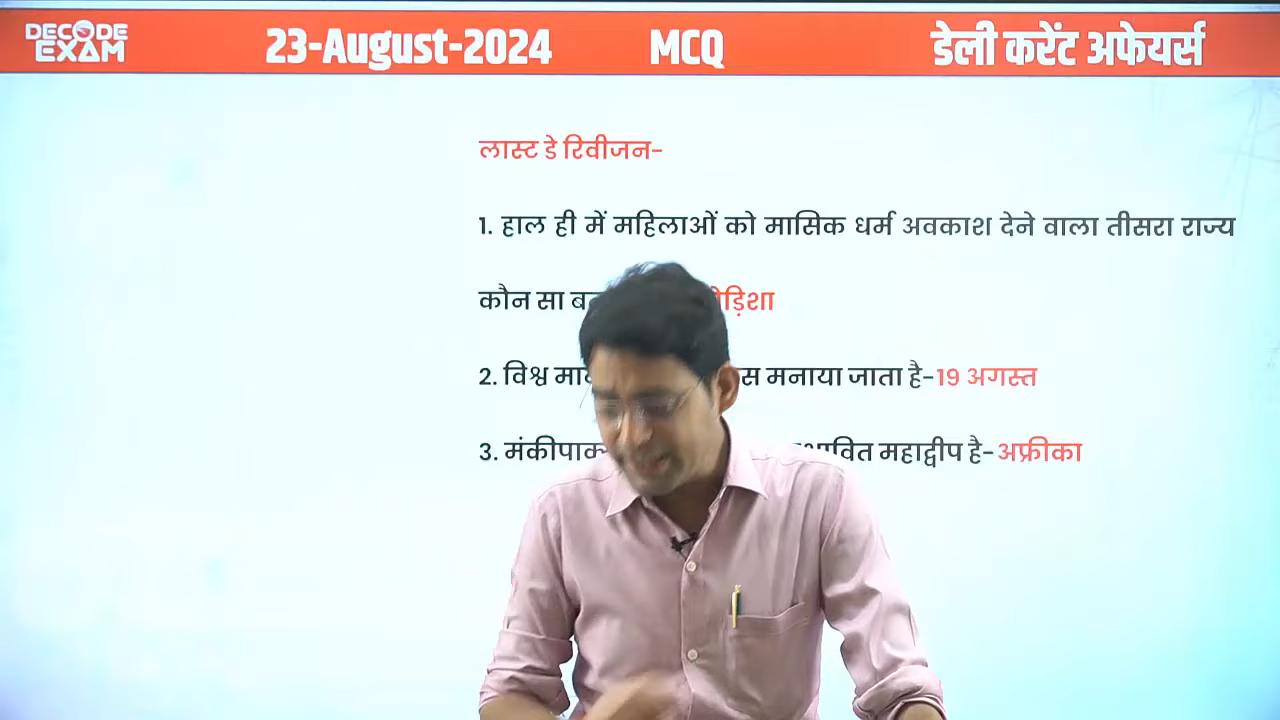 DECODE EXAM
23-August-2024 MCQ डेली करेंट अफेयर्स
लास्ट डे रिवीजन-
1. हाल ही में महिलाओं को मासिक धर्म अवकाश देने वाला तीसरा राज्य
कौन सा
2. विश्व मनाया जाता है-19 अगस्त
3. महाद्वीप है-अफ्रीका